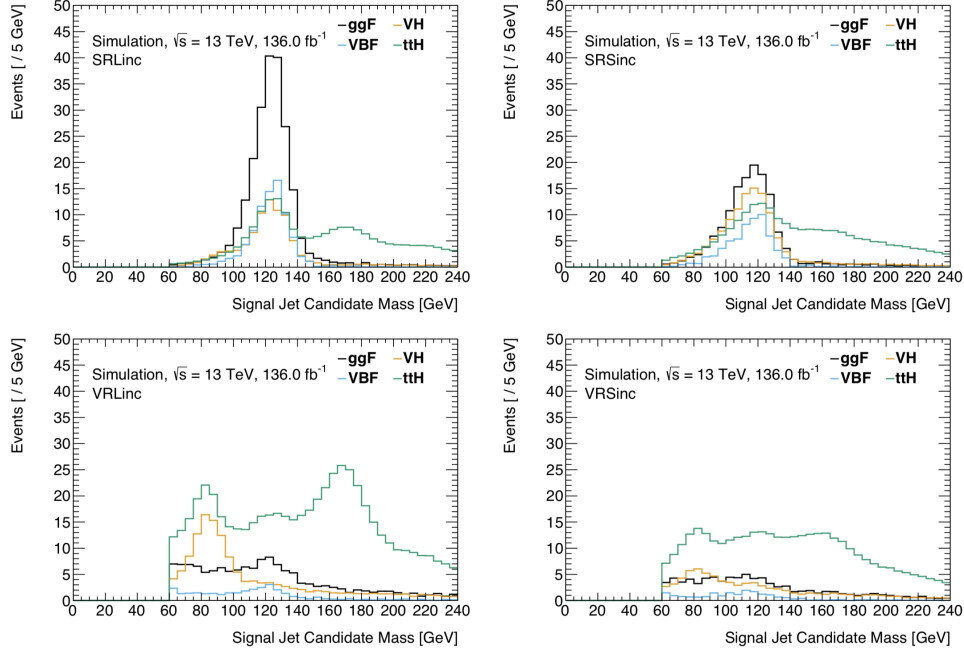 Events [ / 5 GeV]
50
45
40
35
30
25
20
15
10
5
0
Simulation, √s = 13 TeV, 136.0 fb⁻¹
SRLinc
ggF VH
VBF ttH
0 20 40 60 80 100 120 140 160 180 200 220 240
Signal Jet Candidate Mass [GeV]
Events [ / 5 GeV]
50
45
40
35
30
25
20
15
10
5
0
Simulation, √s = 13 TeV, 136.0 fb⁻¹
SRSinc
ggF VH
VBF ttH
0 20 40 60 80 100 120 140 160 180 200 220 240
Signal Jet Candidate Mass [GeV]
Events [ / 5 GeV]
50
45
40
35
30
25
20
15
10
5
0
Simulation, √s = 13 TeV, 136.0 fb⁻¹
VRLinc
ggF VH
VBF ttH
0 20 40 60 80 100 120 140 160 180 200 220 240
Signal Jet Candidate Mass [GeV]
Events [ / 5 GeV]
50
45
40
35
30
25
20
15
10
5
0
Simulation, √s = 13 TeV, 136.0 fb⁻¹
VRSinc
ggF VH
VBF ttH
0 20 40 60 80 100 120 140 160 180 200 220 240
Signal Jet Candidate Mass [GeV]